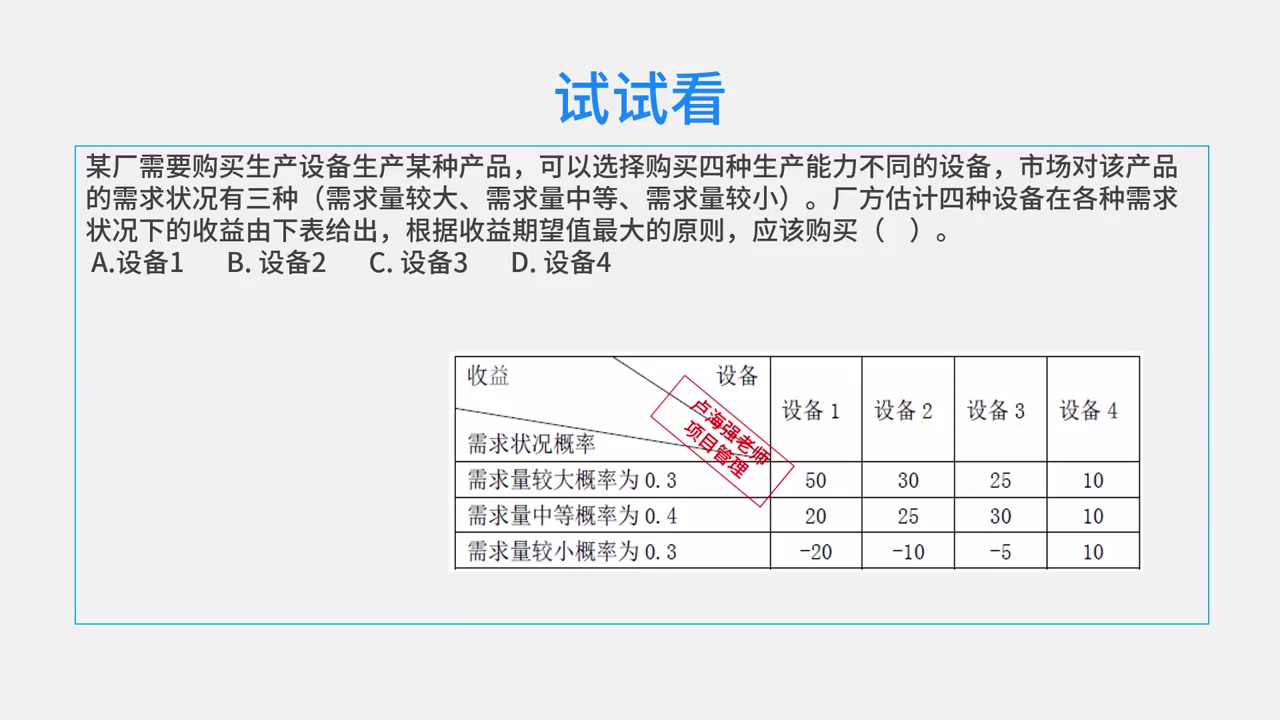 试试看
某厂需要购买生产设备生产某种产品，可以选择购买四种生产能力不同的设备，市场对该产品
的需求状况有三种（需求量较大、需求量中等、需求量较小）。厂方估计四种设备在各种需求
状况下的收益由下表给出，根据收益期望值最大的原则，应该购买（　）。
A.设备1 B. 设备2 C. 设备3 D. 设备4
收益 设备
需求状况概率 设备 1 设备 2 设备 3 设备 4
卢海强老师
项目管理
需求量较大概率为 0.3 50 30 25 10
需求量中等概率为 0.4 20 25 30 10
需求量较小概率为 0.3 -20 -10 -5 10